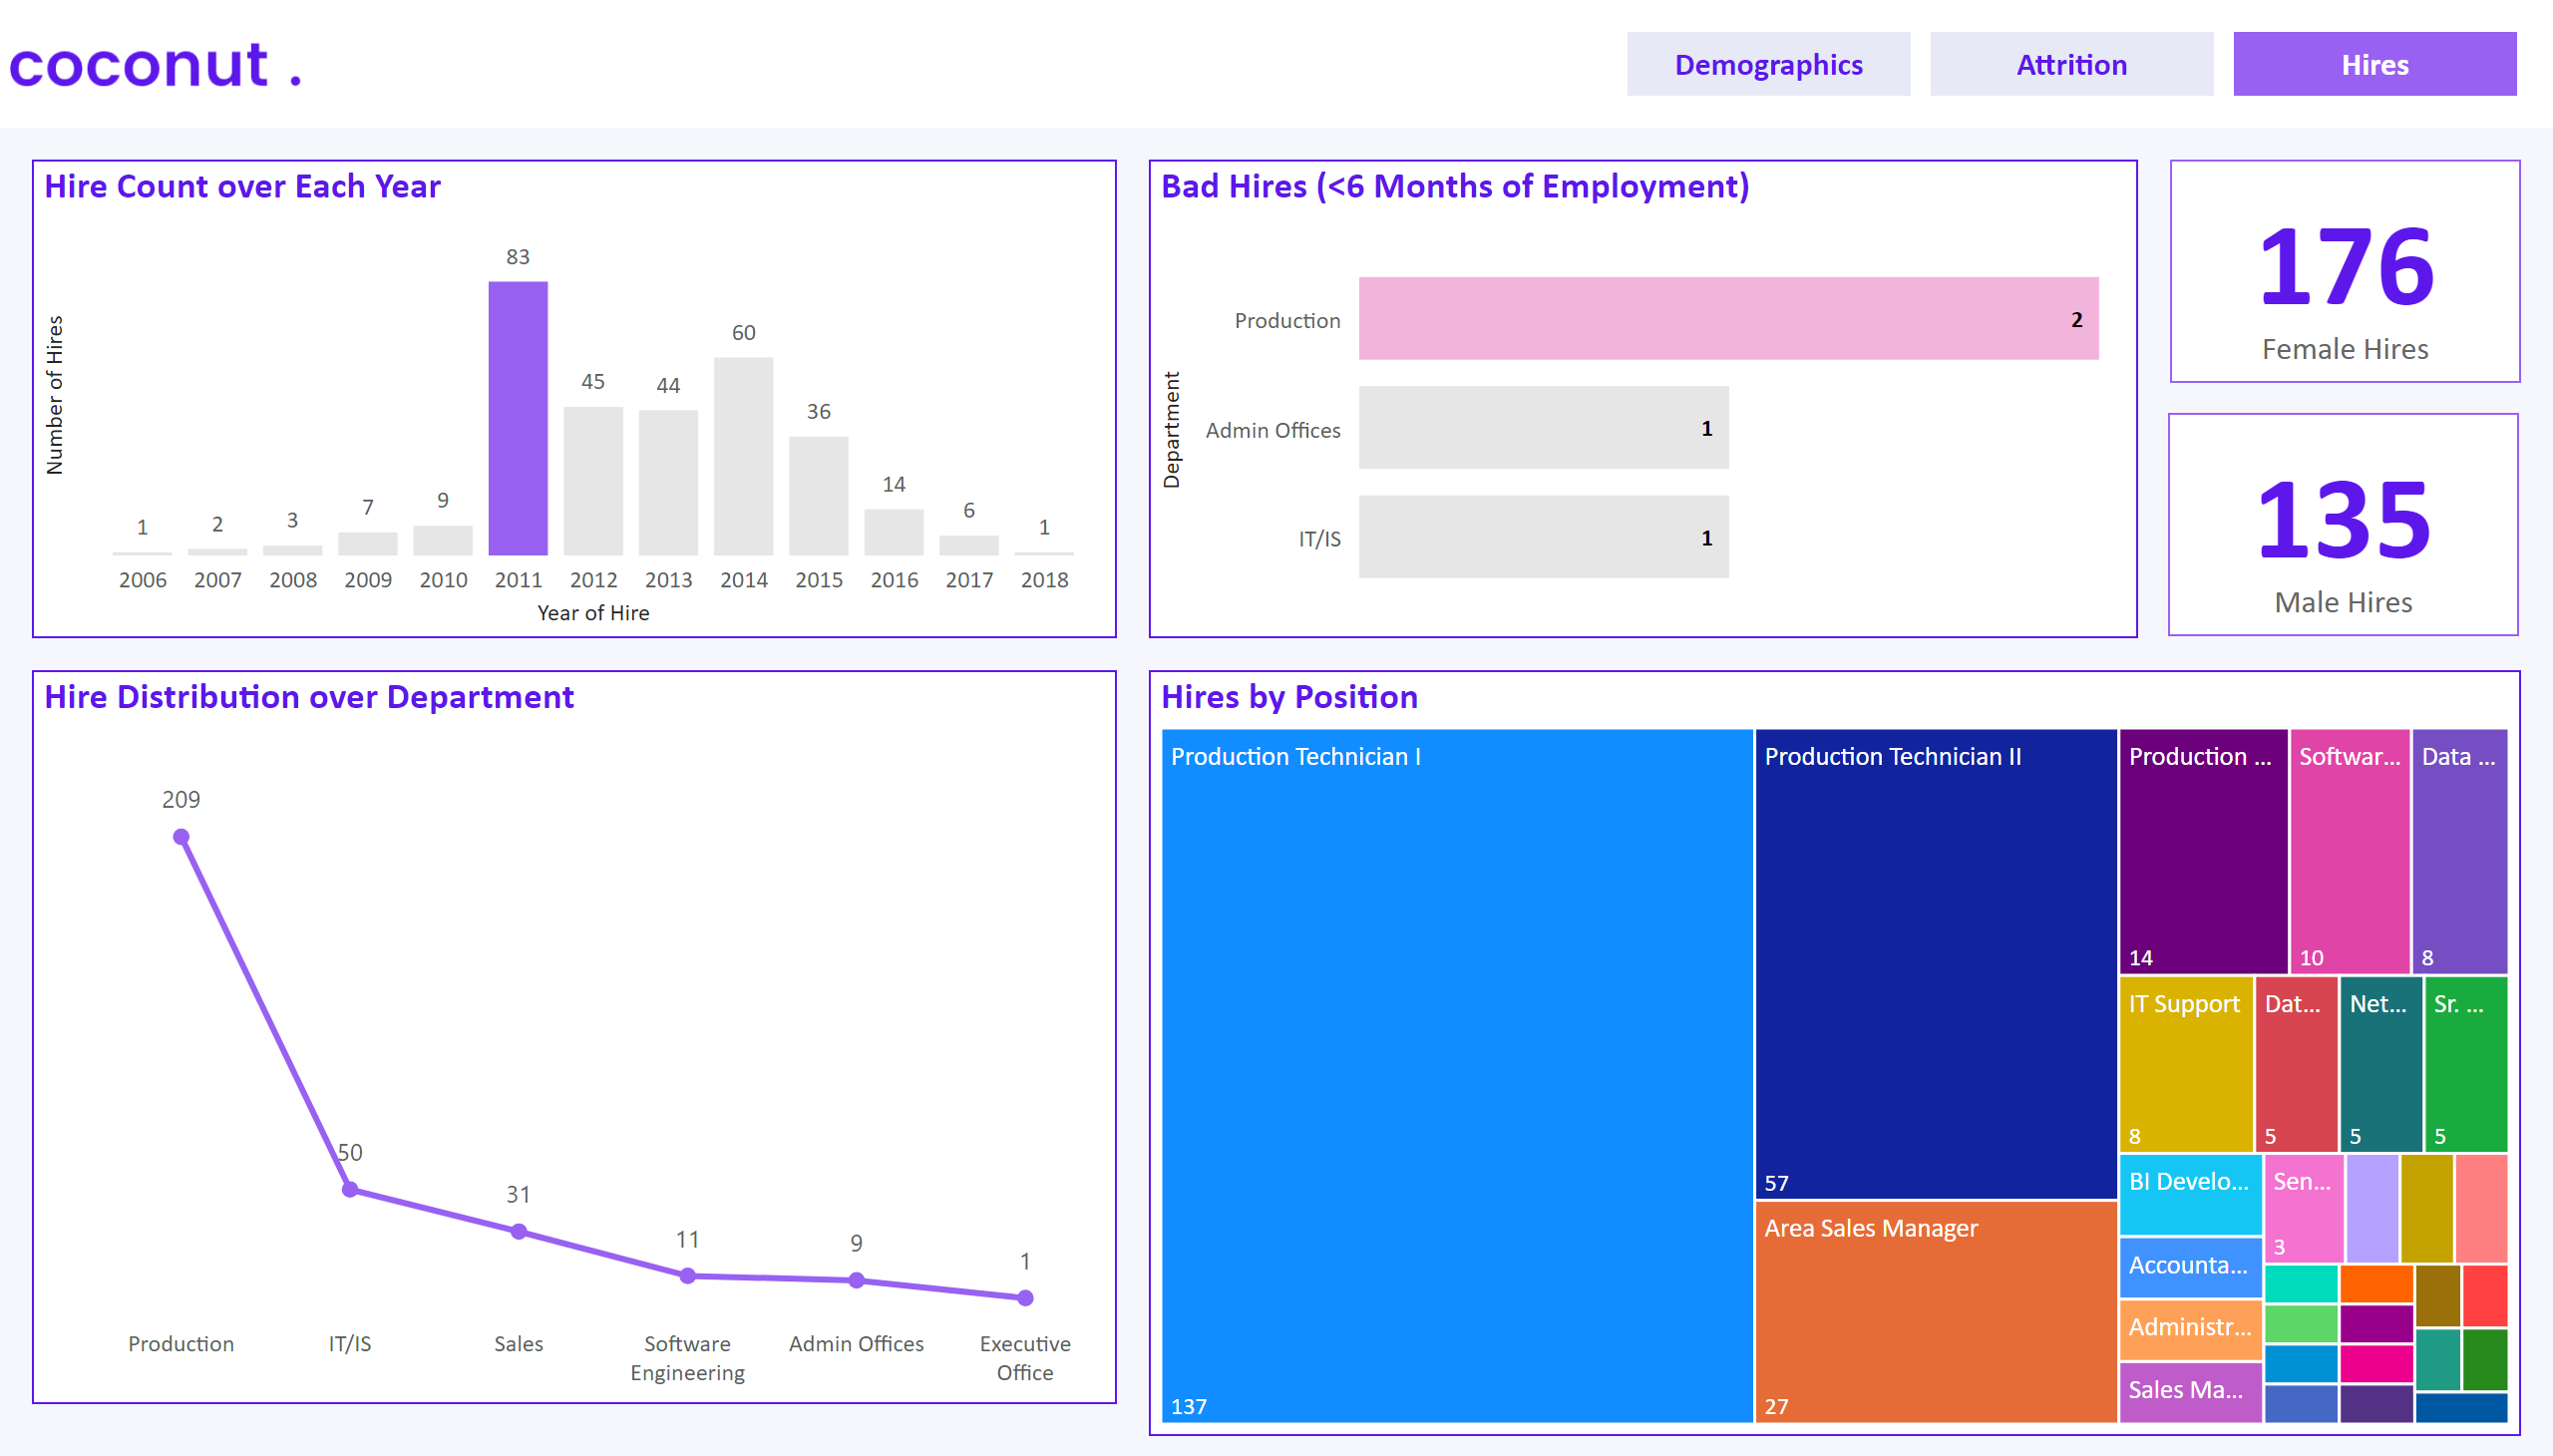 coconut .
Demographics
Attrition
Hires
Hire Count over Each Year
Number of Hires
83
60
45
44
36
14
9
7
6
3
2
1
1
2006 2007 2008 2009 2010 2011 2012 2013 2014 2015 2016 2017 2018
Year of Hire
Bad Hires (<6 Months of Employment)
Department
Production 2
Admin Offices 1
IT/IS 1
176
Female Hires
135
Male Hires
Hire Distribution over Department
209
50
31
11
9
1
Production IT/IS Sales Software Engineering Admin Offices Executive Office
Hires by Position
Production Technician I
137
Production Technician II
57
Area Sales Manager
27
Production ...
14
Softwar...
10
Data ...
8
IT Support
8
Dat...
5
Net...
5
Sr. ...
5
BI Develo...
Sen...
3
Accounta...
Administr...
Sales Ma...